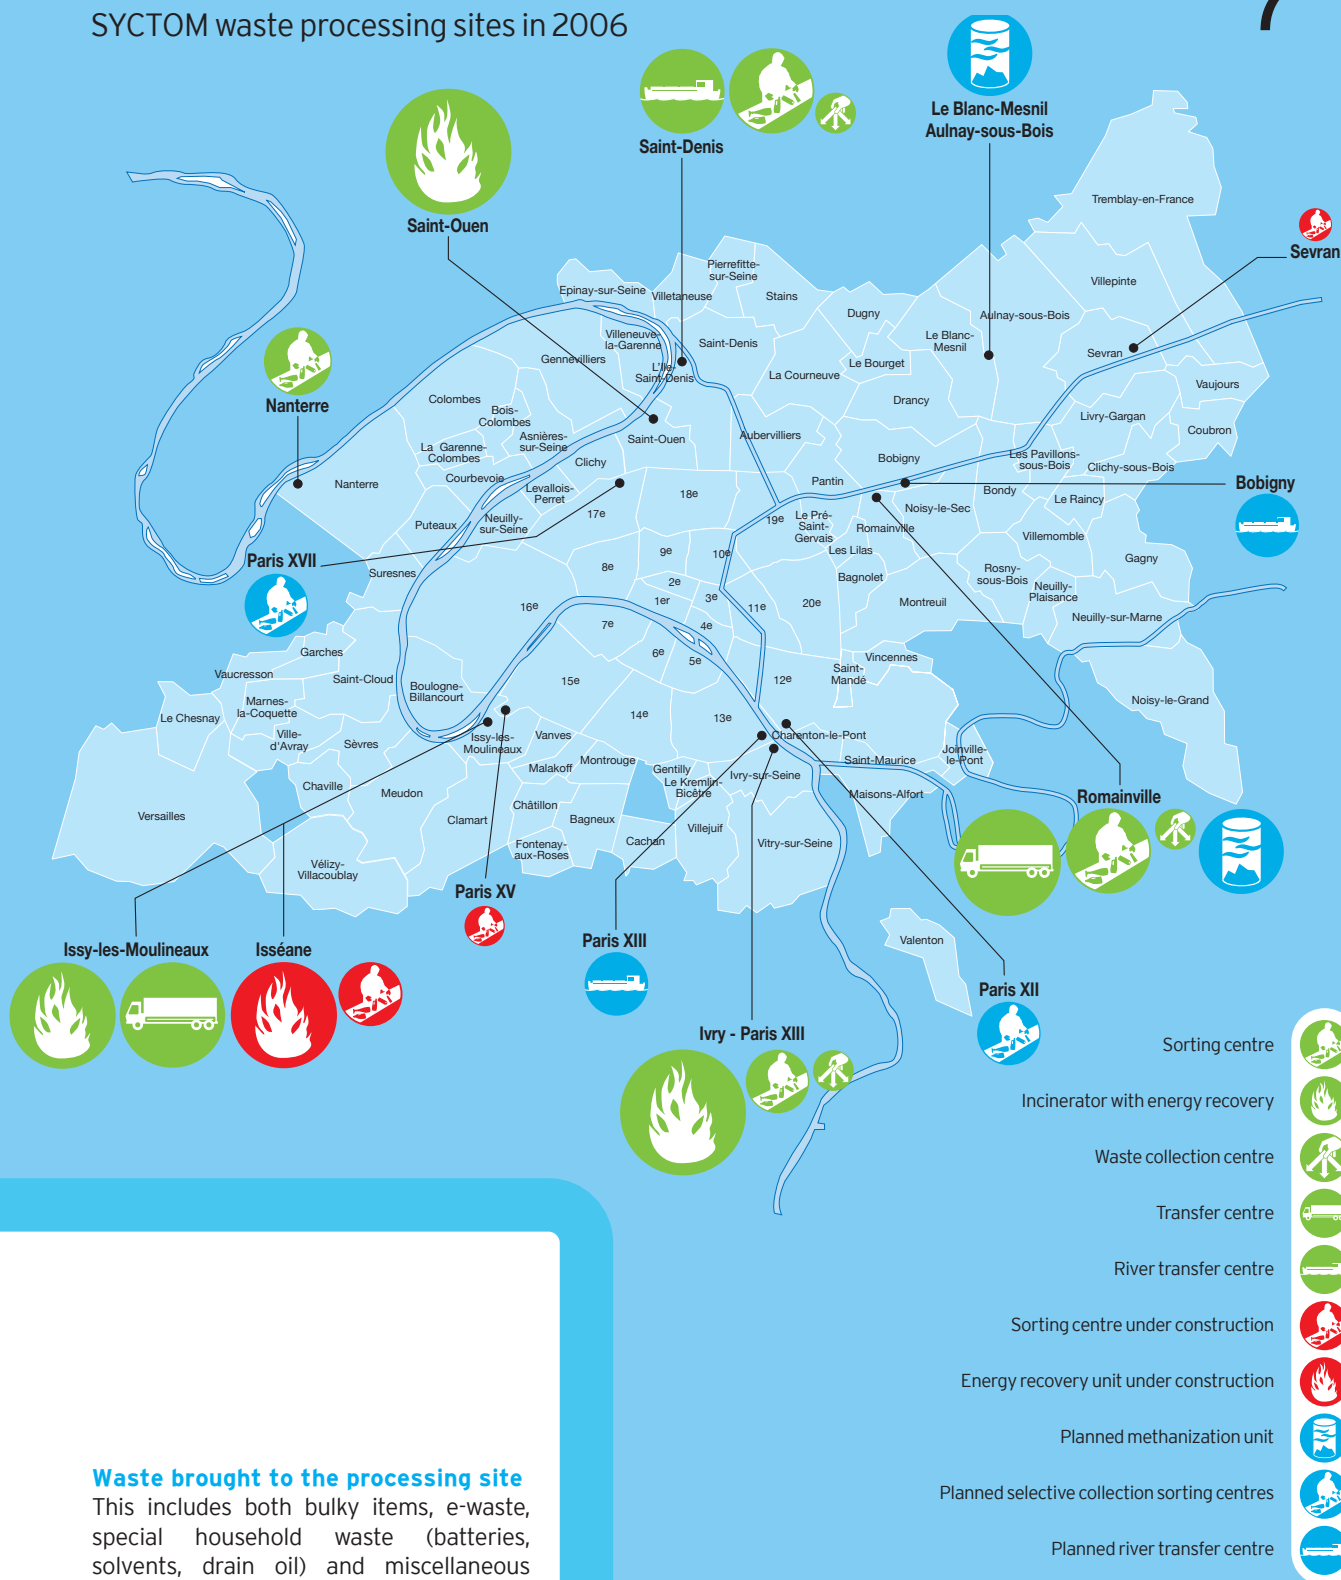 SYCTOM waste processing sites in 2006
7
Le Blanc-Mesnil
Aulnay-sous-Bois
Saint-Denis
Saint-Ouen
Sevran
Nanterre
Bobigny
Paris XVII
Romainville
Paris XV
Issy-les-Moulineaux
Isséane
Paris XIII
Paris XII
Ivry - Paris XIII
Tremblay-en-France
Villepinte
Pierrefitte-
sur-Seine
Epinay-sur-Seine
Villetaneuse
Stains
Dugny
Aulnay-sous-Bois
Le Blanc-
Mesnil
Villeneuve-
la-Garenne
Saint-Denis
Gennevilliers
L'Ile-
Saint-Denis
La Courneuve
Le Bourget
Sevran
Vaujours
Colombes
Bois-
Colombes
Drancy
Livry-Gargan
Coubron
La Garenne-
Colombes
Asnières-
sur-Seine
Saint-Ouen
Aubervilliers
Clichy
Bobigny
Les Pavillons-
sous-Bois
Clichy-sous-Bois
Nanterre
Courbevoie
Levallois-
Perret
Pantin
Bondy
Le Raincy
18e
17e
Puteaux
Neuilly-
sur-Seine
19e
Le Pré-
Saint-
Gervais
Romainville
Noisy-le-Sec
Villemomble
Les Lilas
Gagny
9e
10e
8e
Suresnes
Bagnolet
Rosny-
sous-Bois
Neuilly-
Plaisance
2e
1er
3e
11e
20e
Montreuil
16e
Neuilly-sur-Marne
7e
4e
6e
5e
Garches
Vaucresson
Saint-Cloud
Boulogne-
Billancourt
Vincennes
Saint-
Mandé
12e
15e
Marnes-
la-Coquette
Noisy-le-Grand
Le Chesnay
14e
13e
Ville-
d'Avray
Sèvres
Issy-les-
Moulineaux
Vanves
Charenton-le-Pont
Joinville-
le-Pont
Saint-Maurice
Malakoff
Montrouge
Gentilly
Le Kremlin-
Bicêtre
Ivry-sur-Seine
Chaville
Meudon
Maisons-Alfort
Versailles
Clamart
Châtillon
Bagneux
Villejuif
Cachan
Vitry-sur-Seine
Fontenay-
aux-Roses
Vélizy-
Villacoublay
Valenton
Sorting centre
Incinerator with energy recovery
Waste collection centre
Transfer centre
River transfer centre
Sorting centre under construction
Energy recovery unit under construction
Planned methanization unit
Planned selective collection sorting centres
Planned river transfer centre
Waste brought to the processing site
This includes both bulky items, e-waste,
special household waste (batteries,
solvents, drain oil) and miscellaneous